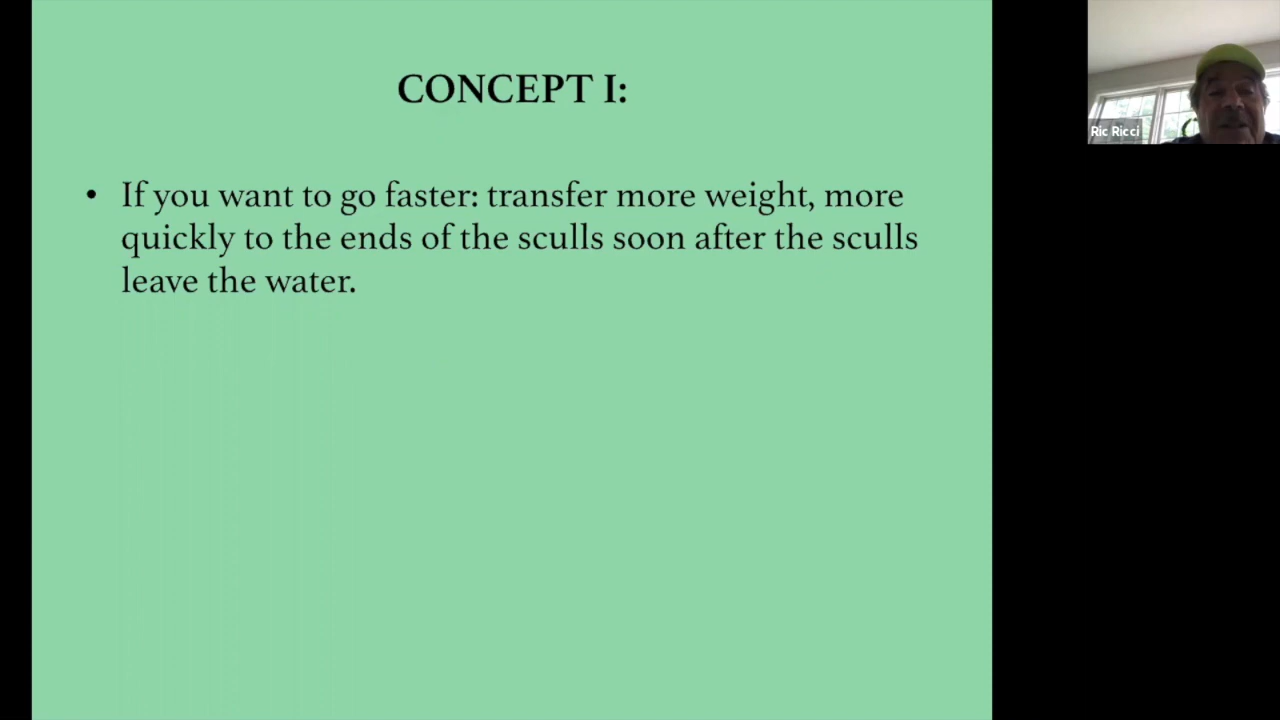 CONCEPT I:
• If you want to go faster: transfer more weight, more
quickly to the ends of the sculls soon after the sculls
leave the water.
Ric Ricci